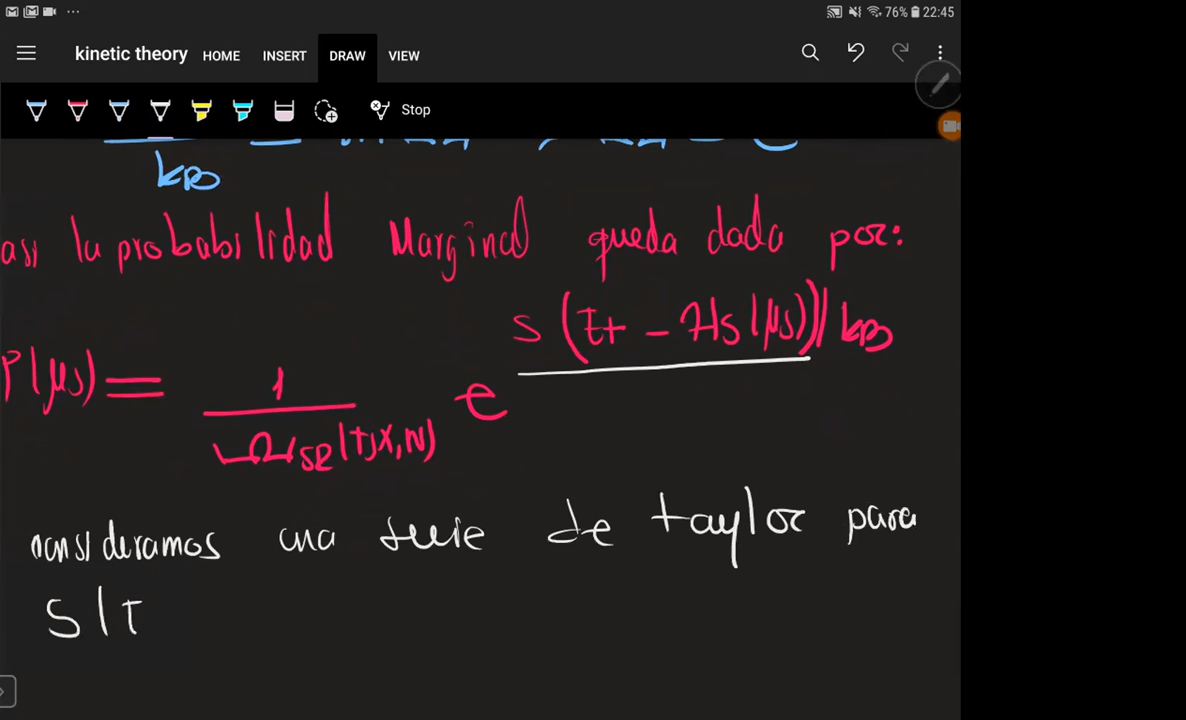 76% 22:45
kinetic theory HOME INSERT DRAW VIEW
Stop
kB
asi la probabilidad Marginal queda dada por:
P(μs) = 1 / Ω_SR(T,X,N) e^{S(Et - Hs(μs))/kB}
consideramos una serie de taylor para
S(T